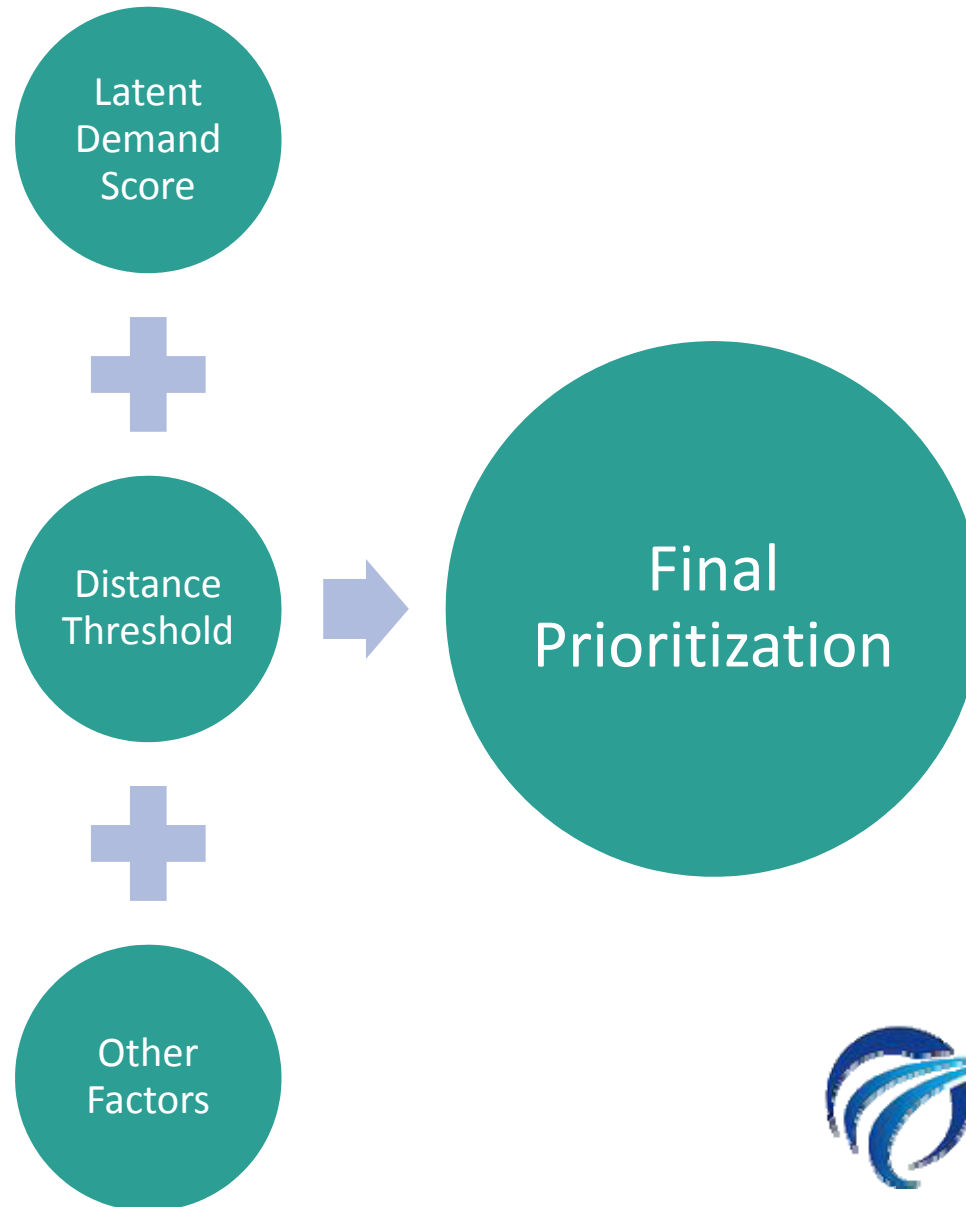 Latent
Demand
Score
Distance
Threshold
Other
Factors
Final
Prioritization